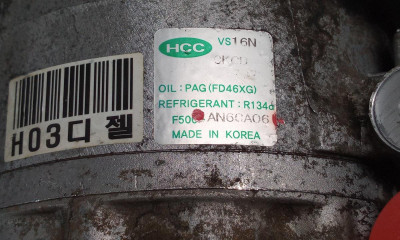 HCC VS16N
OIL : PAG (FD46XG)
REFRIGERANT : R134a
AN6CA06
MADE IN KOREA
H03디젤